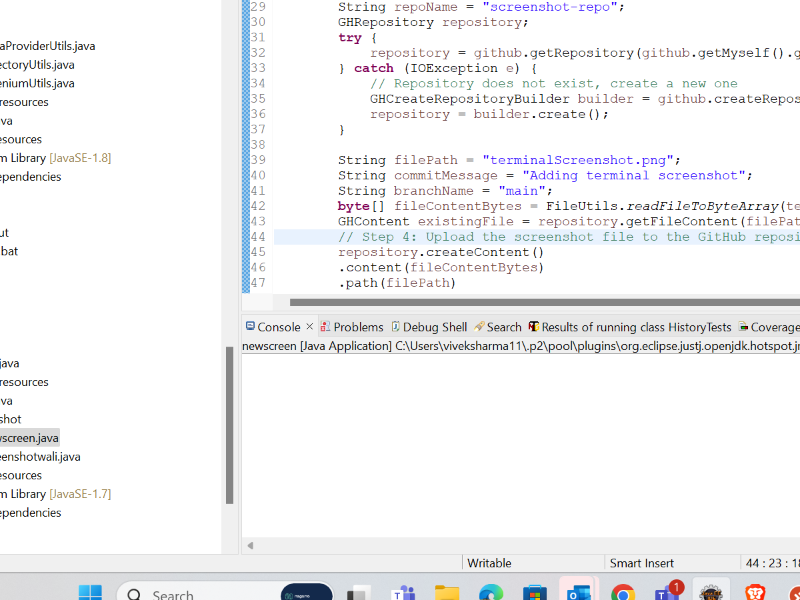 aProviderUtils.java
ectoryUtils.java
eniumUtils.java
resources
va
esources
m Library [JavaSE-1.8]
ependencies
ut
bat
java
resources
va
shot
wscreen.java
eenshotwali.java
esources
m Library [JavaSE-1.7]
ependencies
29 String repoName = "screenshot-repo";
30 GHRepository repository;
31 try {
32 repository = github.getRepository(github.getMyself().g
33 } catch (IOException e) {
34 // Repository does not exist, create a new one
35 GHCreateRepositoryBuilder builder = github.createRepos
36 repository = builder.create();
37 }
38
39 String filePath = "terminalScreenshot.png";
40 String commitMessage = "Adding terminal screenshot";
41 String branchName = "main";
42 byte[] fileContentBytes = FileUtils.readFileToByteArray(te
43 GHContent existingFile = repository.getFileContent(filePat
44 // Step 4: Upload the screenshot file to the GitHub reposi
45 repository.createContent()
46 .content(fileContentBytes)
47 .path(filePath)
Console Problems Debug Shell Search Results of running class HistoryTests Coverage
newscreen [Java Application] C:\Users\viveksharma11\.p2\pool\plugins\org.eclipse.justj.openjdk.hotspot.jr
Writable Smart Insert 44 : 23 : 18
Search 1